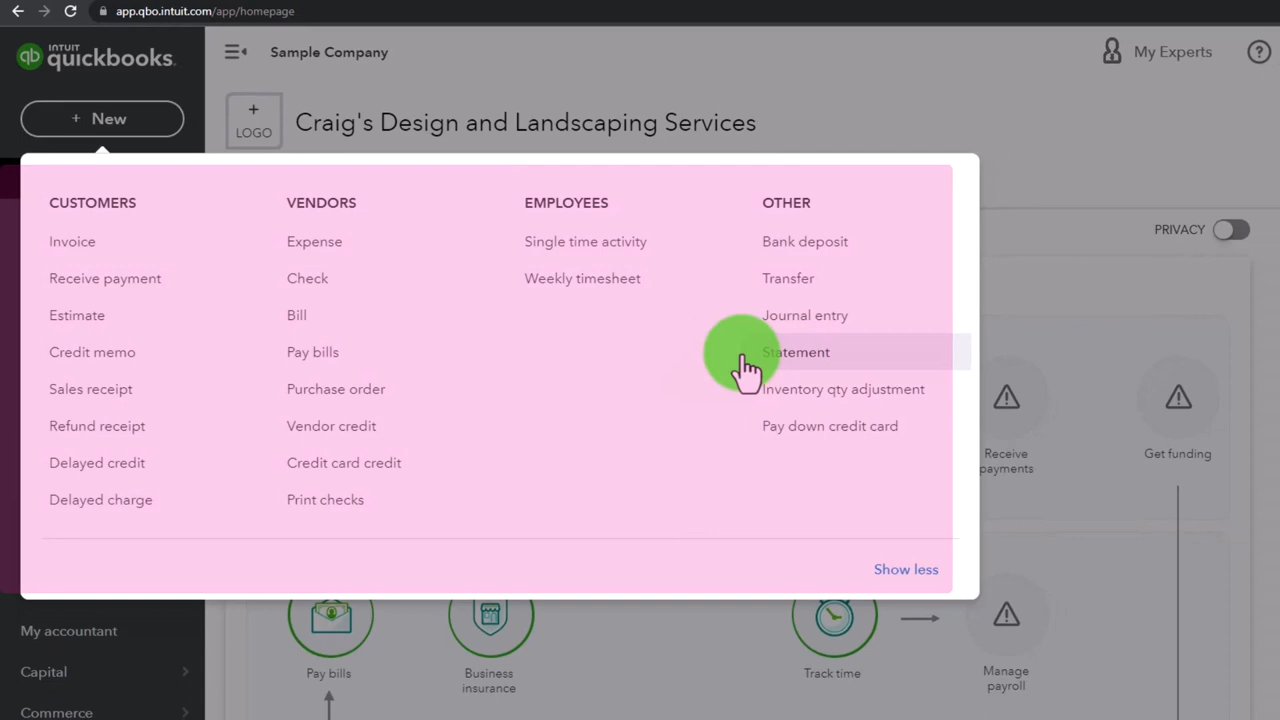 app.qbo.intuit.com/app/homepage
INTUIT
quickbooks.
qb
Sample Company
My Experts
?
+ New
+
LOGO
Craig's Design and Landscaping Services
PRIVACY
CUSTOMERS
Invoice
Receive payment
Estimate
Credit memo
Sales receipt
Refund receipt
Delayed credit
Delayed charge
VENDORS
Expense
Check
Bill
Pay bills
Purchase order
Vendor credit
Credit card credit
Print checks
EMPLOYEES
Single time activity
Weekly timesheet
OTHER
Bank deposit
Transfer
Journal entry
Statement
Inventory qty adjustment
Pay down credit card
Show less
Receive
payments
Get funding
My accountant
Capital
Commerce
Pay bills
Business
insurance
Track time
Manage
payroll